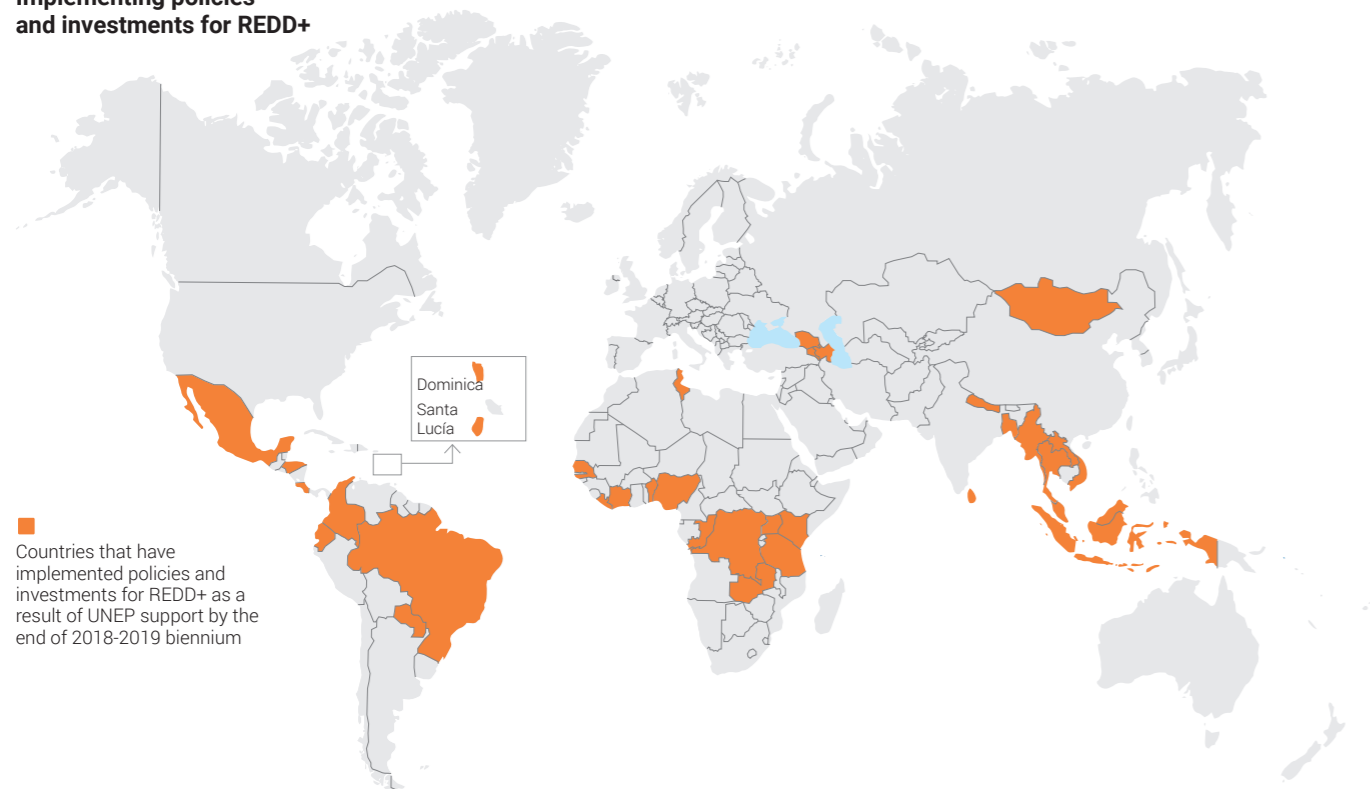 and investments for REDD+
Dominica
Santa
Lucía
Countries that have
implemented policies and
investments for REDD+ as a
result of UNEP support by the
end of 2018-2019 biennium